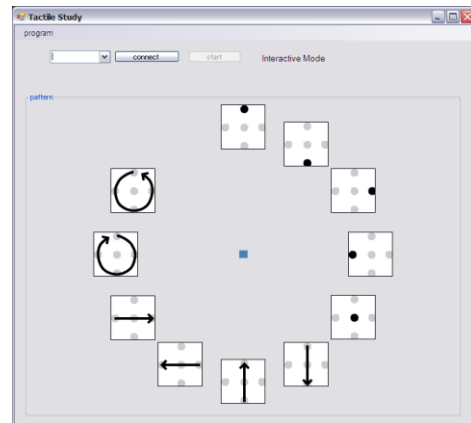 Tactile Study
program
connect
start
Interactive Mode
pattern